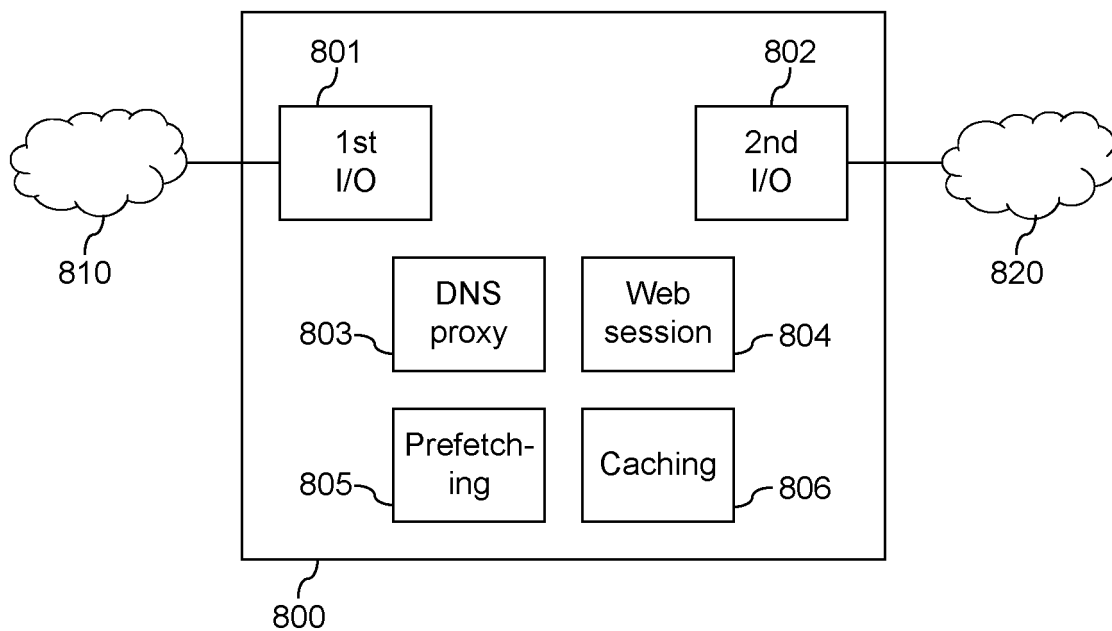 801
802
1st
I/O
2nd
I/O
810
820
DNS
proxy
Web
session
803
804
Prefetch-
ing
Caching
805
806
800